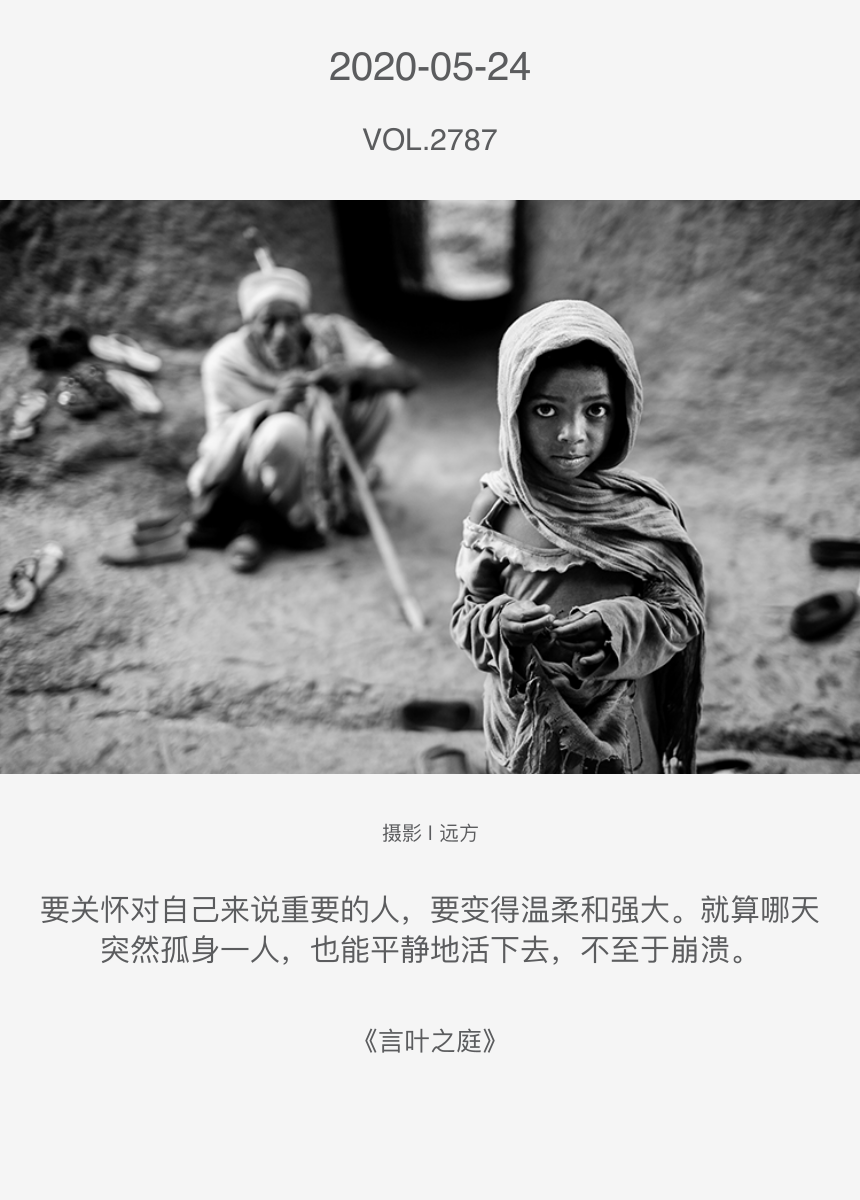 2020-05-24
VOL.2787
摄影 | 远方
要关怀对自己来说重要的人，要变得温柔和强大。就算哪天
突然孤身一人，也能平静地活下去，不至于崩溃。
《言叶之庭》